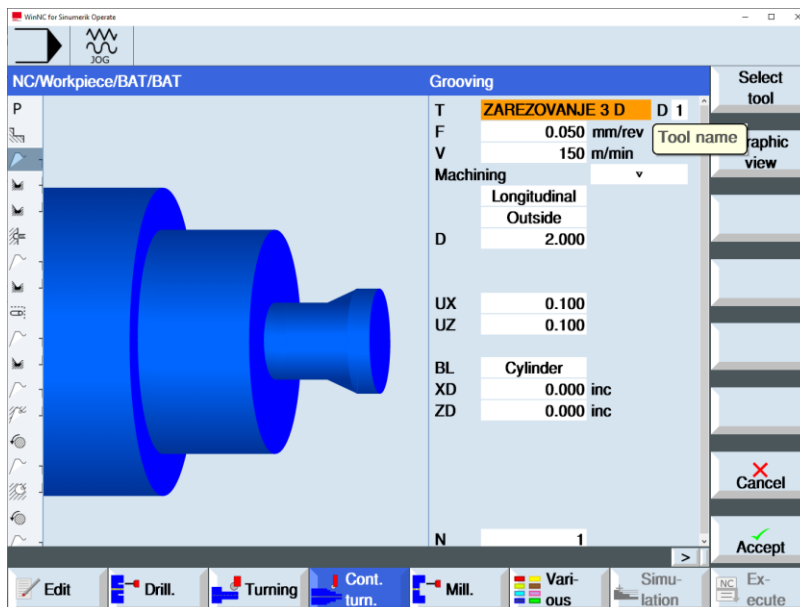 WinNC for Sinumerik Operate
JOG
NC/Workpiece/BAT/BAT
Grooving
Select
tool
P
T ZAREZOVANJE 3 D D 1
F 0.050 mm/rev
Tool name
V 150 m/min
view
Machining v
Longitudinal
Outside
D 2.000
UX 0.100
UZ 0.100
BL Cylinder
XD 0.000 inc
ZD 0.000 inc
Cancel
N 1
Accept
>
Edit
Drill.
Turning
Cont.
turn.
Mill.
Vari-
ous
Simu-
lation
NC
Ex-
ecute